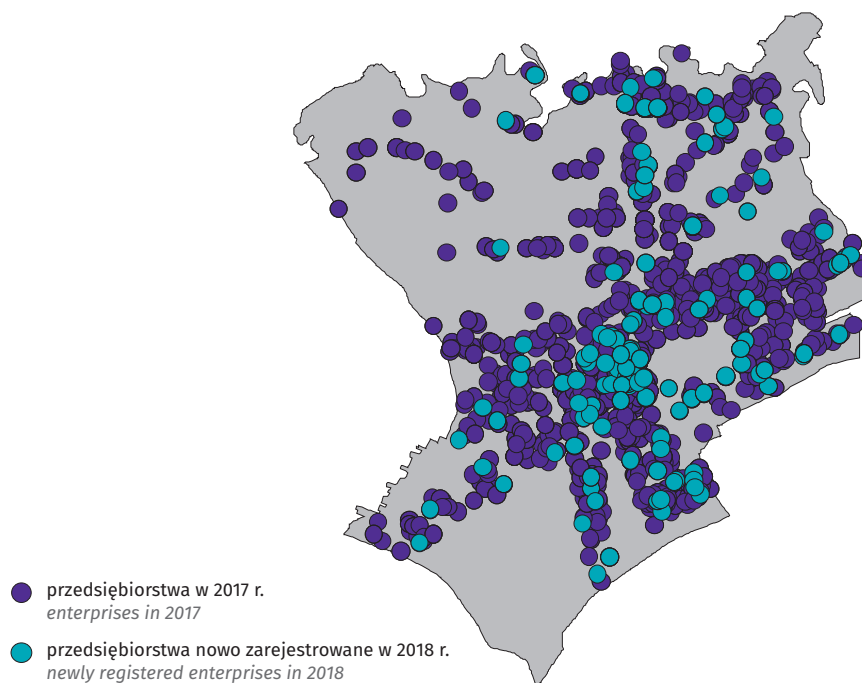 przedsiębiorstwa w 2017 r.
enterprises in 2017
przedsiębiorstwa nowo zarejestrowane w 2018 r.
newly registered enterprises in 2018